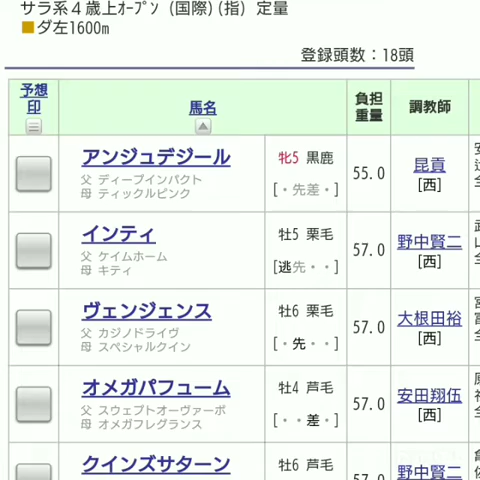 サラ系４歳上オープン (国際)(指) 定量
ダ左1600m
登録頭数：18頭
予想印 馬名 負担重量 調教師
アンジュデジール 牝5 黒鹿 55.0 昆貢
父 ディープインパクト
母 ティックルピンク [・先差・] [西]
インティ 牡5 栗毛 57.0 野中賢二
父 ケイムホーム
母 キティ [逃先・・] [西]
ヴェンジェンス 牡6 栗毛 57.0 大根田裕
父 カジノドライヴ
母 スペシャルクイン [・先・・] [西]
オメガパフューム 牡4 芦毛 57.0 安田翔伍
父 スウェプトオーヴァーボ
母 オメガフレグランス [・・差・] [西]
クインズサターン 牡6 芦毛 57.0 野中賢二